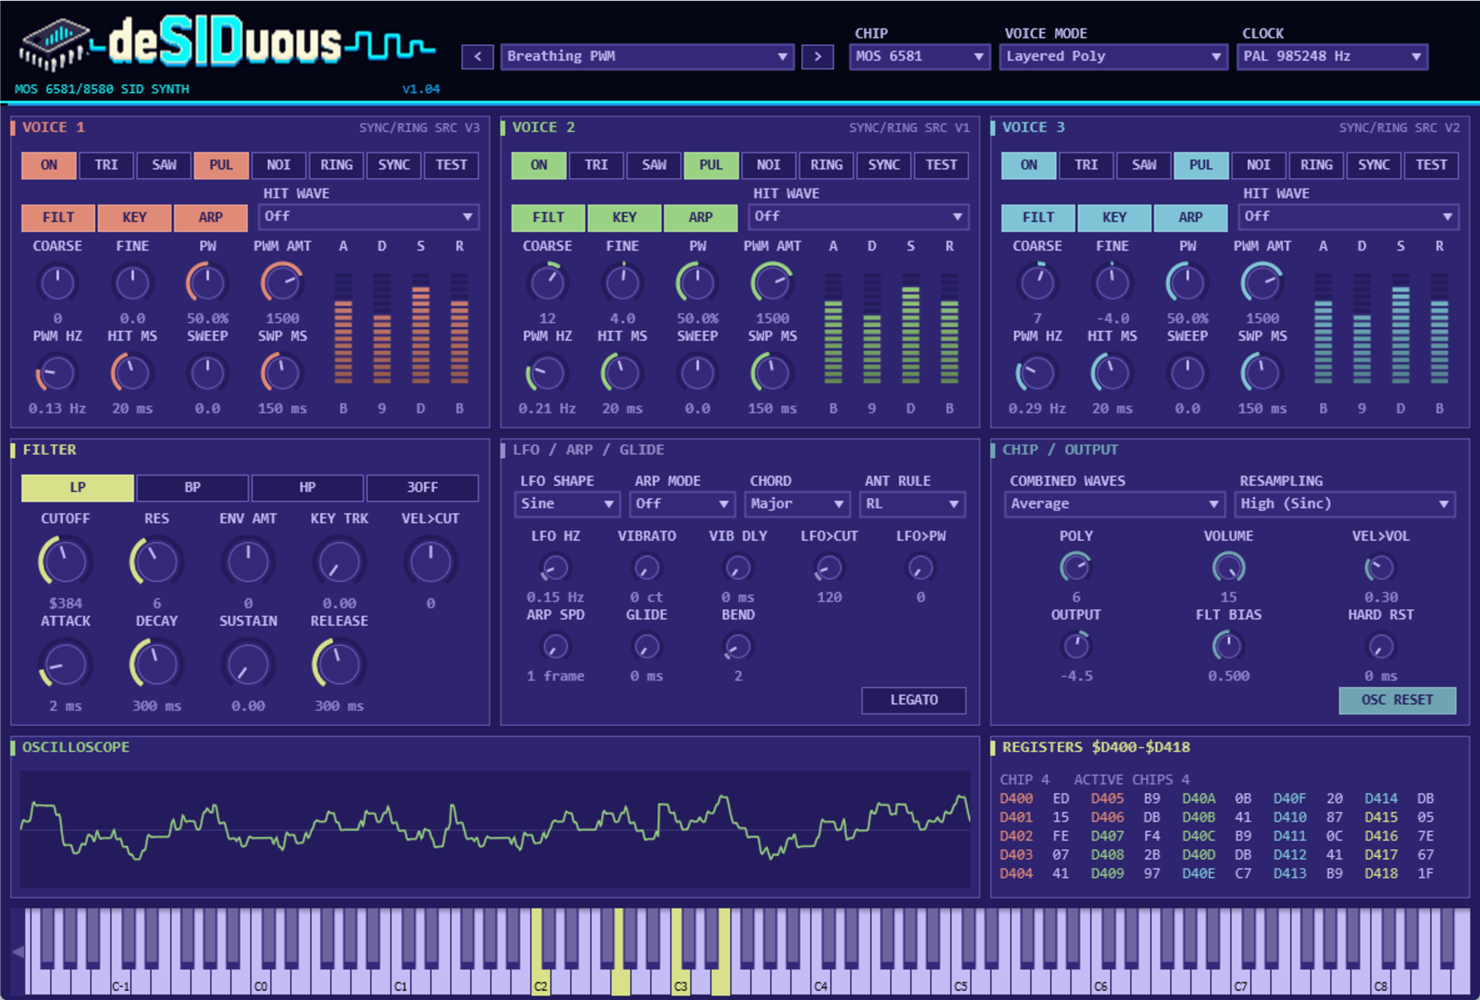 deSIDuous
MOS 6581/8580 SID SYNTH v1.04
CHIP VOICE MODE CLOCK
< Breathing PWM > MOS 6581 Layered Poly PAL 985248 Hz
VOICE 1 SYNC/RING SRC V3
ON TRI SAW PUL NOI RING SYNC TEST
HIT WAVE
FILT KEY ARP Off
COARSE FINE PW PWM AMT A D S R
0 0.0 50.0% 1500
PWM HZ HIT MS SWEEP SWP MS
0.13 Hz 20 ms 0.0 150 ms B 9 D B
VOICE 2 SYNC/RING SRC V1
ON TRI SAW PUL NOI RING SYNC TEST
HIT WAVE
FILT KEY ARP Off
COARSE FINE PW PWM AMT A D S R
12 4.0 50.0% 1500
PWM HZ HIT MS SWEEP SWP MS
0.21 Hz 20 ms 0.0 150 ms B 9 D B
VOICE 3 SYNC/RING SRC V2
ON TRI SAW PUL NOI RING SYNC TEST
HIT WAVE
FILT KEY ARP Off
COARSE FINE PW PWM AMT A D S R
7 -4.0 50.0% 1500
PWM HZ HIT MS SWEEP SWP MS
0.29 Hz 20 ms 0.0 150 ms B 9 D B
FILTER
LP BP HP 3OFF
CUTOFF RES ENV AMT KEY TRK VEL>CUT
$384 6 0 0.00 0
ATTACK DECAY SUSTAIN RELEASE
2 ms 300 ms 0.00 300 ms
LFO / ARP / GLIDE
LFO SHAPE ARP MODE CHORD ANT RULE
Sine Off Major RL
LFO HZ VIBRATO VIB DLY LFO>CUT LFO>PW
0.15 Hz 0 ct 0 ms 120 0
ARP SPD GLIDE BEND
1 frame 0 ms 2
LEGATO
CHIP / OUTPUT
COMBINED WAVES RESAMPLING
Average High (Sinc)
POLY VOLUME VEL>VOL
6 15 0.30
OUTPUT FLT BIAS HARD RST
-4.5 0.500 0 ms
OSC RESET
OSCILLOSCOPE
REGISTERS $D400-$D418
CHIP 4 ACTIVE CHIPS 4
D400 ED D405 B9 D40A 0B D40F 20 D414 DB
D401 15 D406 DB D40B 41 D410 87 D415 05
D402 FE D407 F4 D40C B9 D411 0C D416 7E
D403 07 D408 2B D40D DB D412 41 D417 67
D404 41 D409 97 D40E C7 D413 B9 D418 1F
C-1 C0 C1 C2 C3 C4 C5 C6 C7 C8